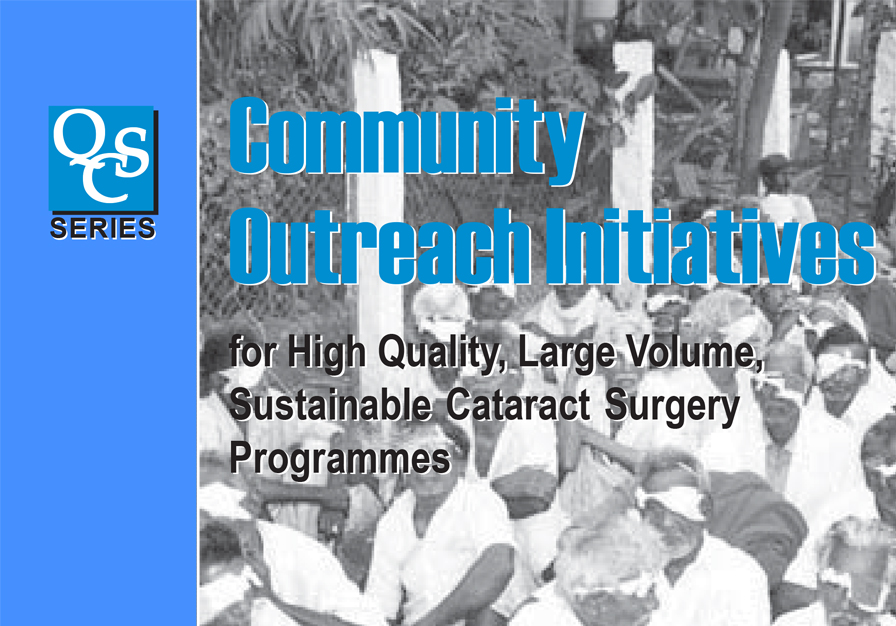 QCS
SERIES
Community
Outreach Initiatives
for High Quality, Large Volume,
Sustainable Cataract Surgery
Programmes